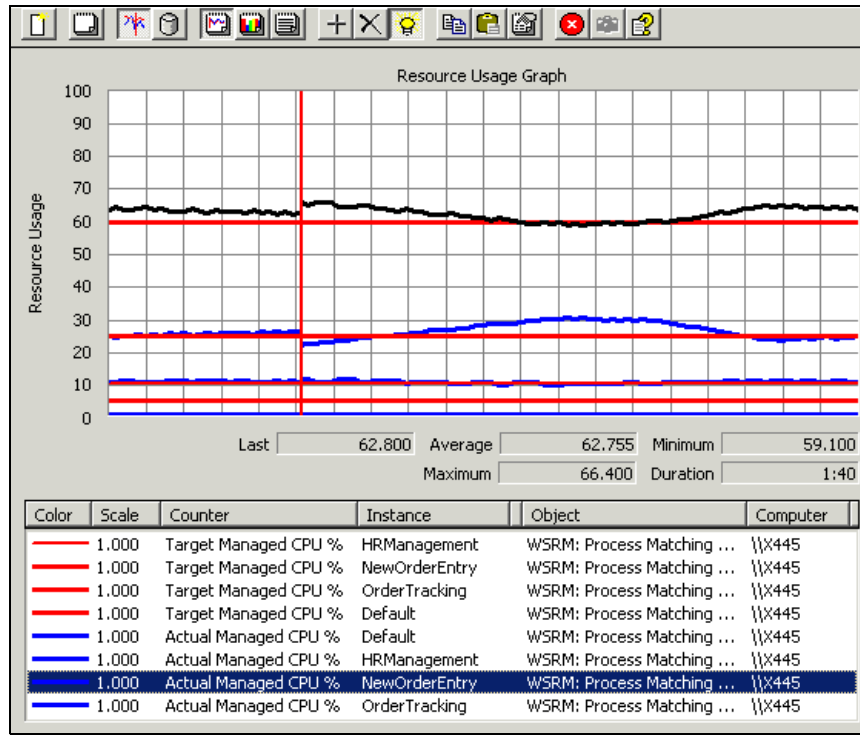 Resource Usage Graph
100
90
80
70
60
50
40
30
20
10
0
Resource Usage
Last 62.800 Average 62.755 Minimum 59.100
Maximum 66.400 Duration 1:40
Color Scale Counter Instance Object Computer
1.000 Target Managed CPU % HRManagement WSRM: Process Matching ... \\X445
1.000 Target Managed CPU % NewOrderEntry WSRM: Process Matching ... \\X445
1.000 Target Managed CPU % OrderTracking WSRM: Process Matching ... \\X445
1.000 Target Managed CPU % Default WSRM: Process Matching ... \\X445
1.000 Actual Managed CPU % Default WSRM: Process Matching ... \\X445
1.000 Actual Managed CPU % HRManagement WSRM: Process Matching ... \\X445
1.000 Actual Managed CPU % NewOrderEntry WSRM: Process Matching ... \\X445
1.000 Actual Managed CPU % OrderTracking WSRM: Process Matching ... \\X445